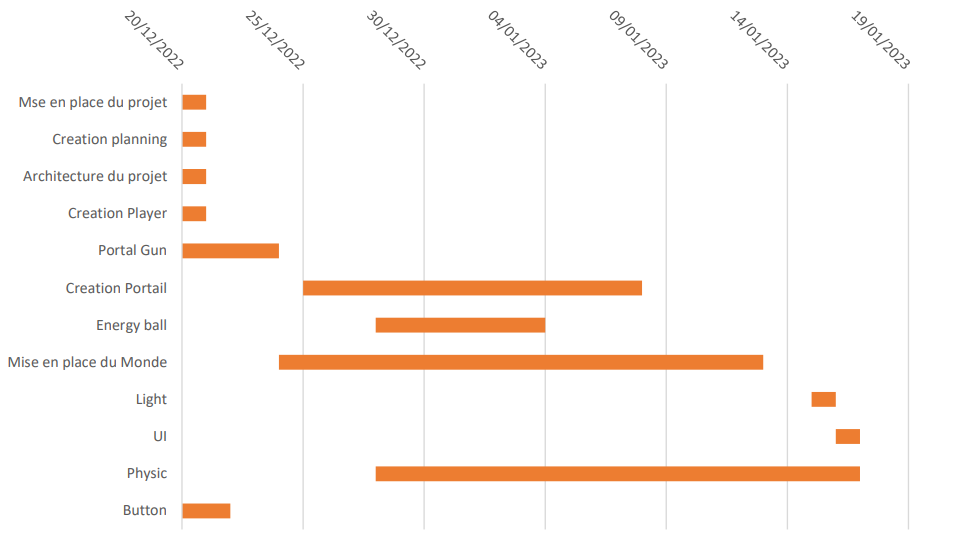 20/12/2022
25/12/2022
30/12/2022
04/01/2023
09/01/2023
14/01/2023
19/01/2023
Mse en place du projet
Creation planning
Architecture du projet
Creation Player
Portal Gun
Creation Portail
Energy ball
Mise en place du Monde
Light
UI
Physic
Button